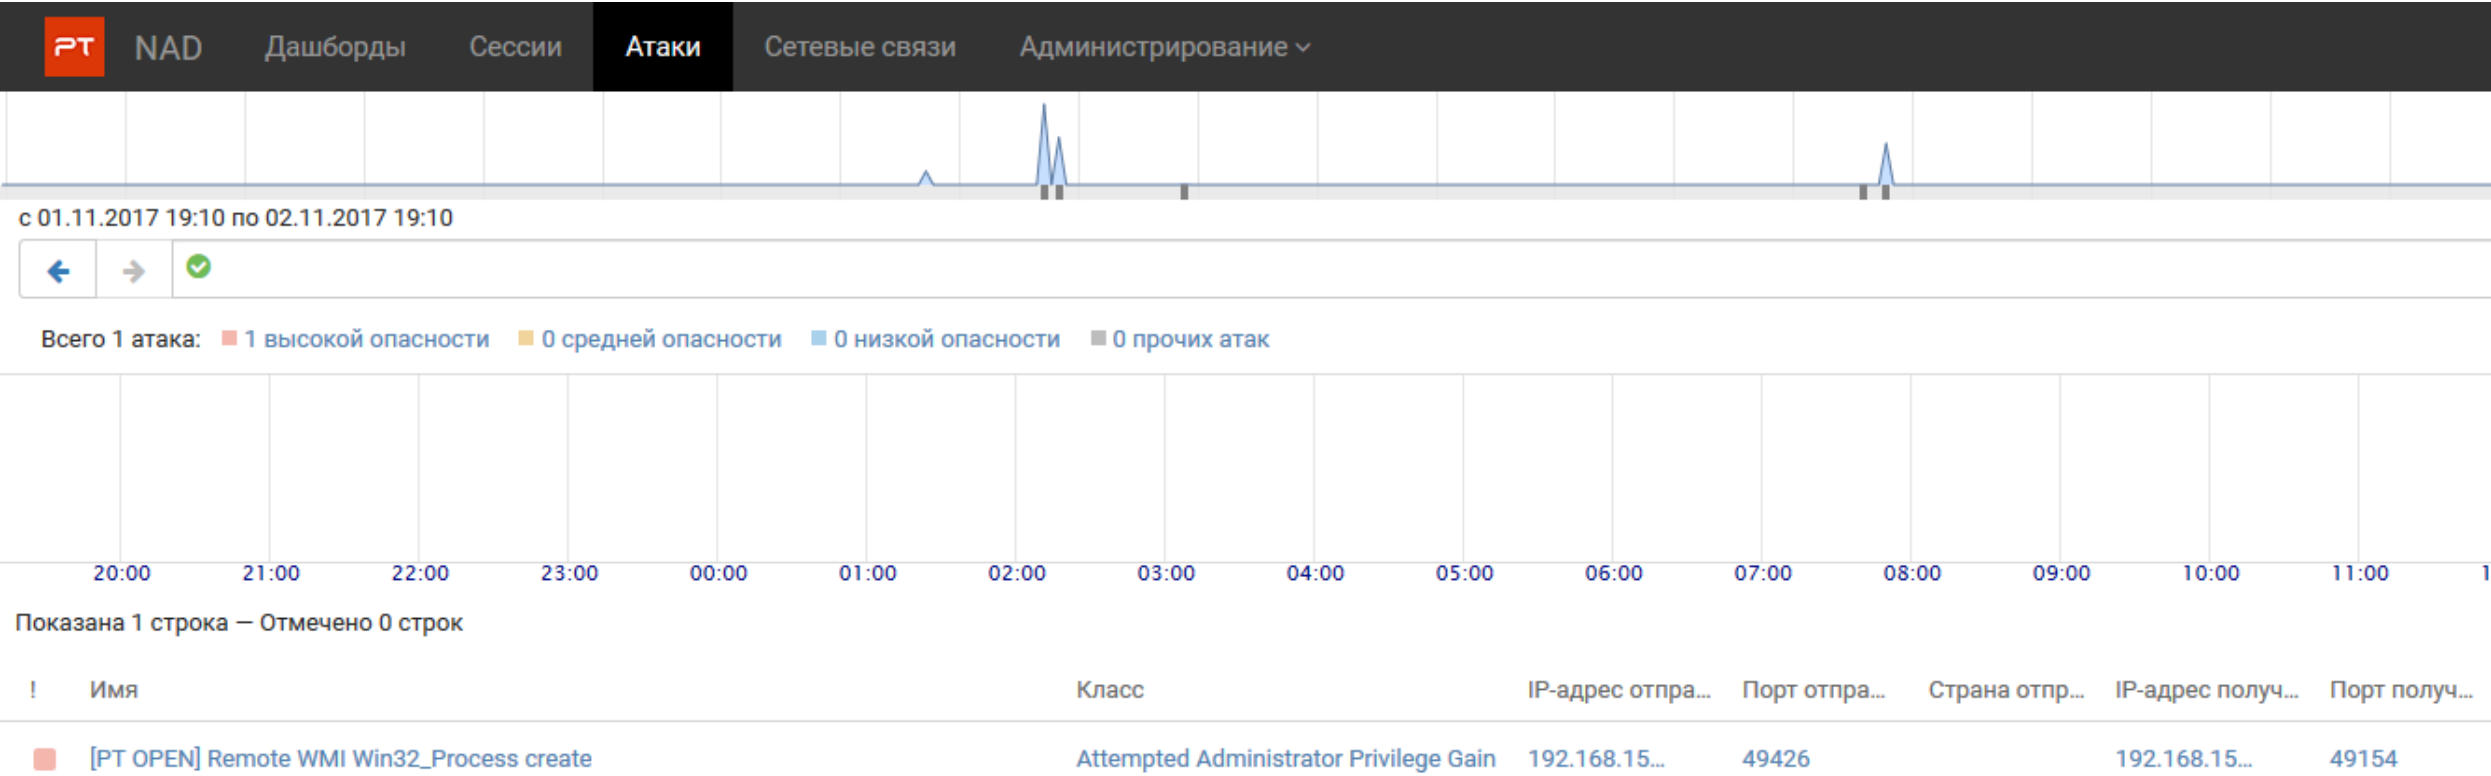 PT NAD Дашборды Сессии Атаки Сетевые связи Администрирование
с 01.11.2017 19:10 по 02.11.2017 19:10
Всего 1 атака: 1 высокой опасности 0 средней опасности 0 низкой опасности 0 прочих атак
20:00 21:00 22:00 23:00 00:00 01:00 02:00 03:00 04:00 05:00 06:00 07:00 08:00 09:00 10:00 11:00 1
Показана 1 строка — Отмечено 0 строк
! Имя Класс IP-адрес отпра... Порт отпра... Страна отпр... IP-адрес получ... Порт получ...
[PT OPEN] Remote WMI Win32_Process create Attempted Administrator Privilege Gain 192.168.15... 49426 192.168.15... 49154